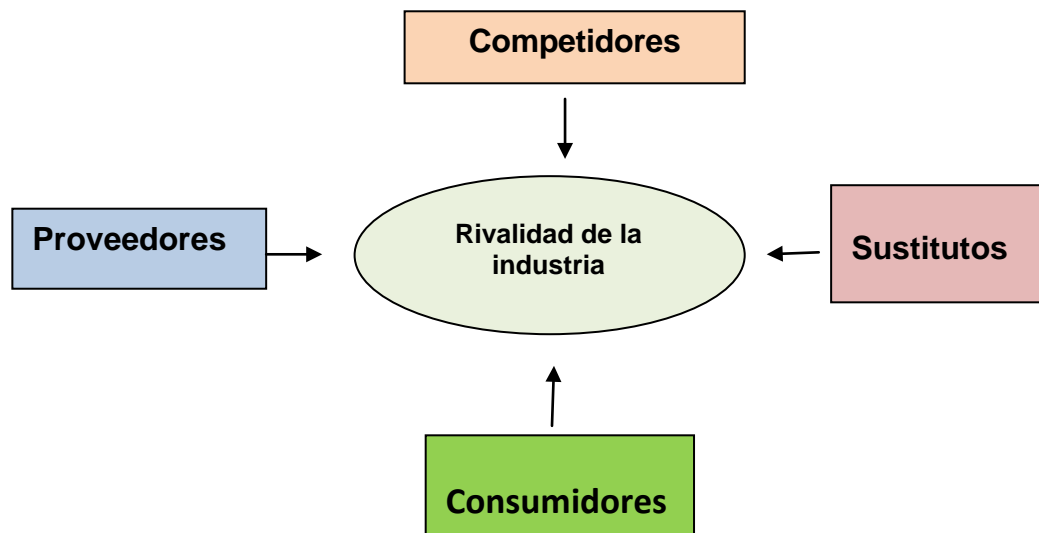 Competidores
Proveedores
Rivalidad de la
industria
Sustitutos
Consumidores